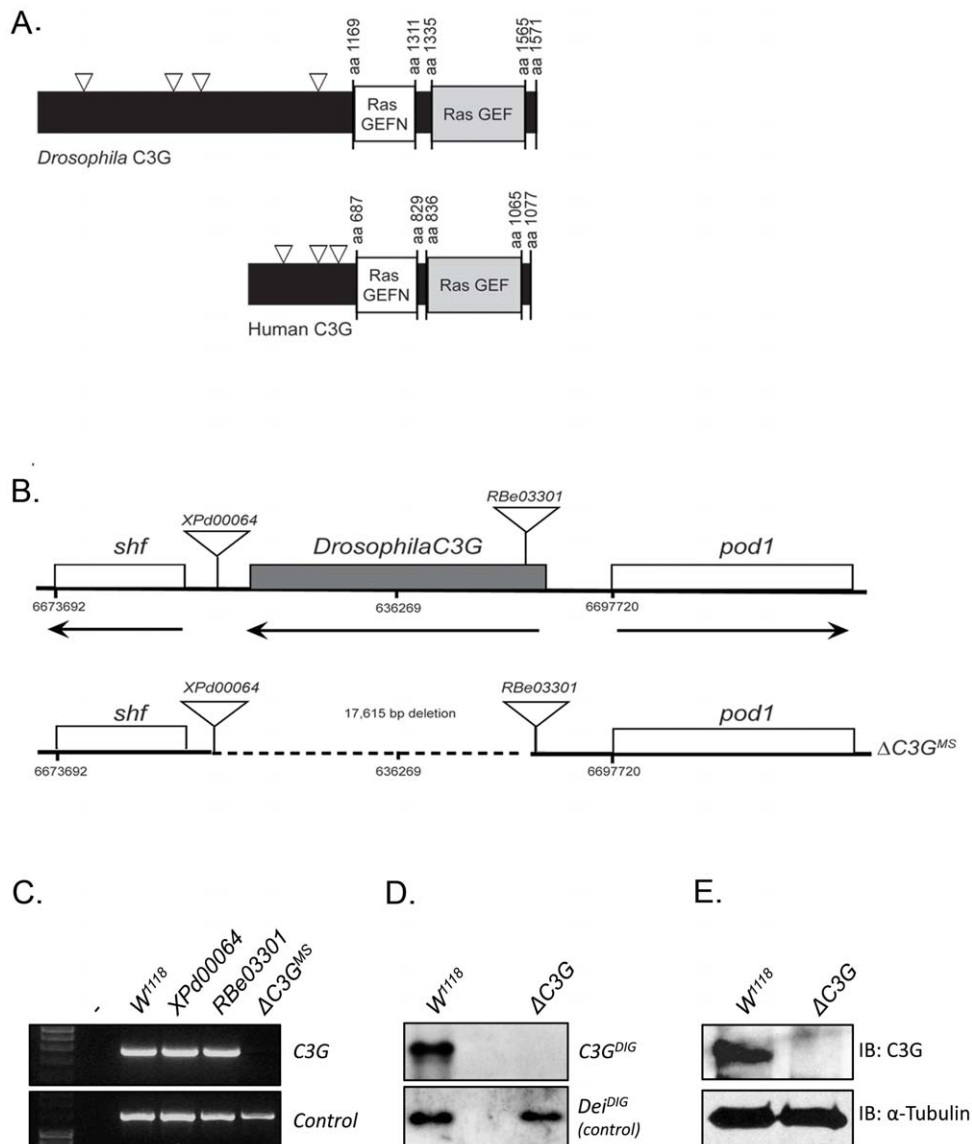 A.
aa 1169
aa 1311
aa 1335
aa 1565
aa 1571
Ras
GEFN
Ras GEF
Drosophila C3G
aa 687
aa 829
aa 836
aa 1065
aa 1077
Ras
GEFN
Ras GEF
Human C3G
B.
shf
XPd00064
DrosophilaC3G
RBe03301
pod1
6673692
636269
6697720
shf
XPd00064
17,615 bp deletion
RBe03301
pod1
ΔC3G^MS
6673692
636269
6697720
C.
-
W^1118
XPd00064
RBe03301
ΔC3G^MS
C3G
Control
D.
W^1118
ΔC3G
C3G^DIG
Dei^DIG
(control)
E.
W^1118
ΔC3G
IB: C3G
IB: α-Tubulin